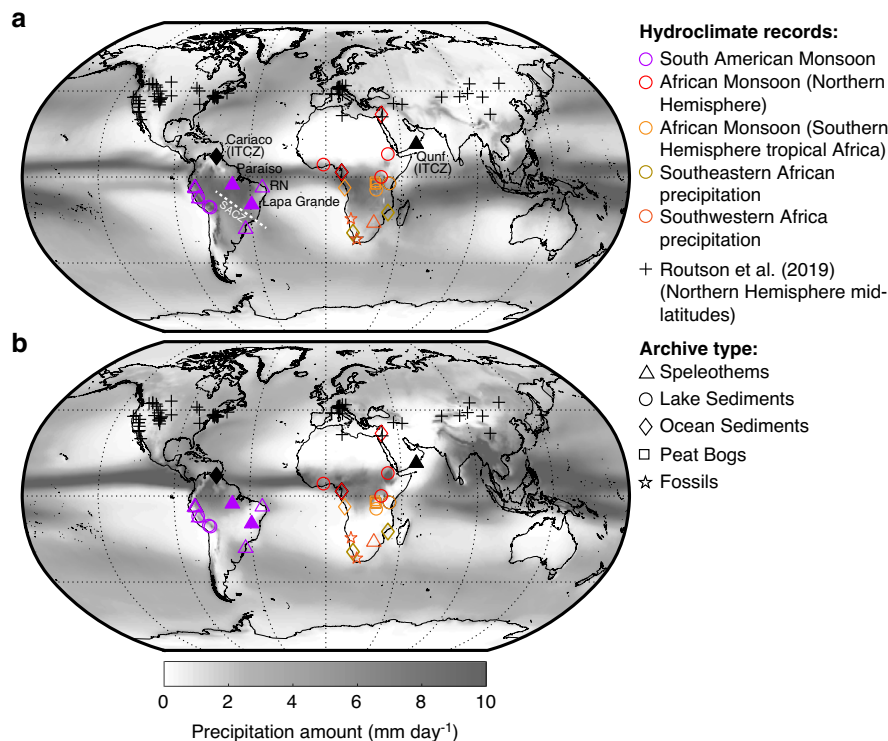 a
Cariaco
(ITCZ)
Qunf
(ITCZ)
Paraíso
RN
Lapa Grande
SACZ
Hydroclimate records:
South American Monsoon
African Monsoon (Northern
Hemisphere)
African Monsoon (Southern
Hemisphere tropical Africa)
Southeastern African
precipitation
Southwestern Africa
precipitation
Routson et al. (2019)
(Northern Hemisphere mid-
latitudes)
b
Archive type:
Speleothems
Lake Sediments
Ocean Sediments
Peat Bogs
Fossils
0 2 4 6 8 10
Precipitation amount (mm day⁻¹)